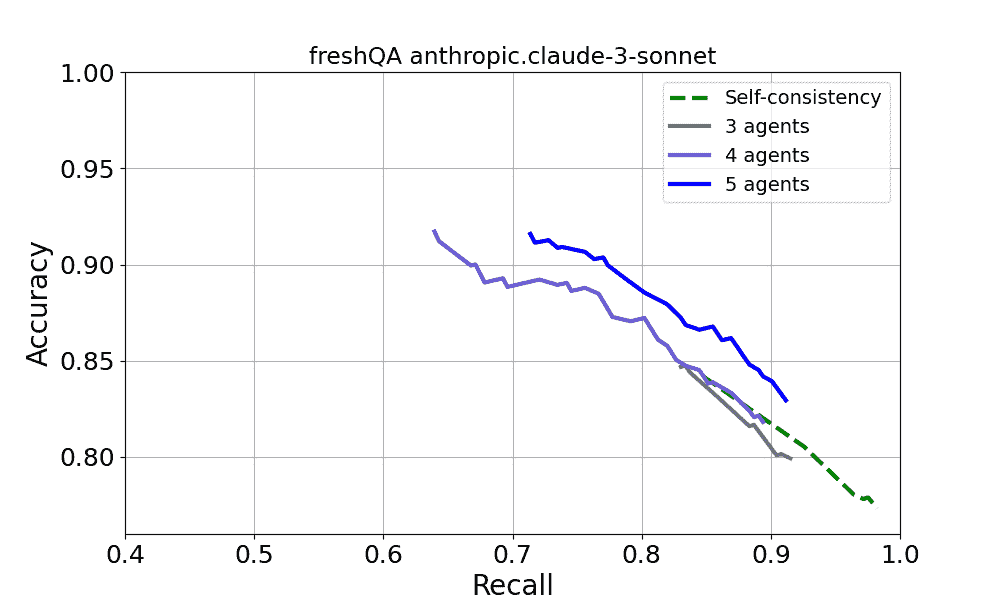 freshQA anthropic.claude-3-sonnet
1.00
0.95
0.90
0.85
0.80
Accuracy
Self-consistency
3 agents
4 agents
5 agents
0.4 0.5 0.6 0.7 0.8 0.9 1.0
Recall